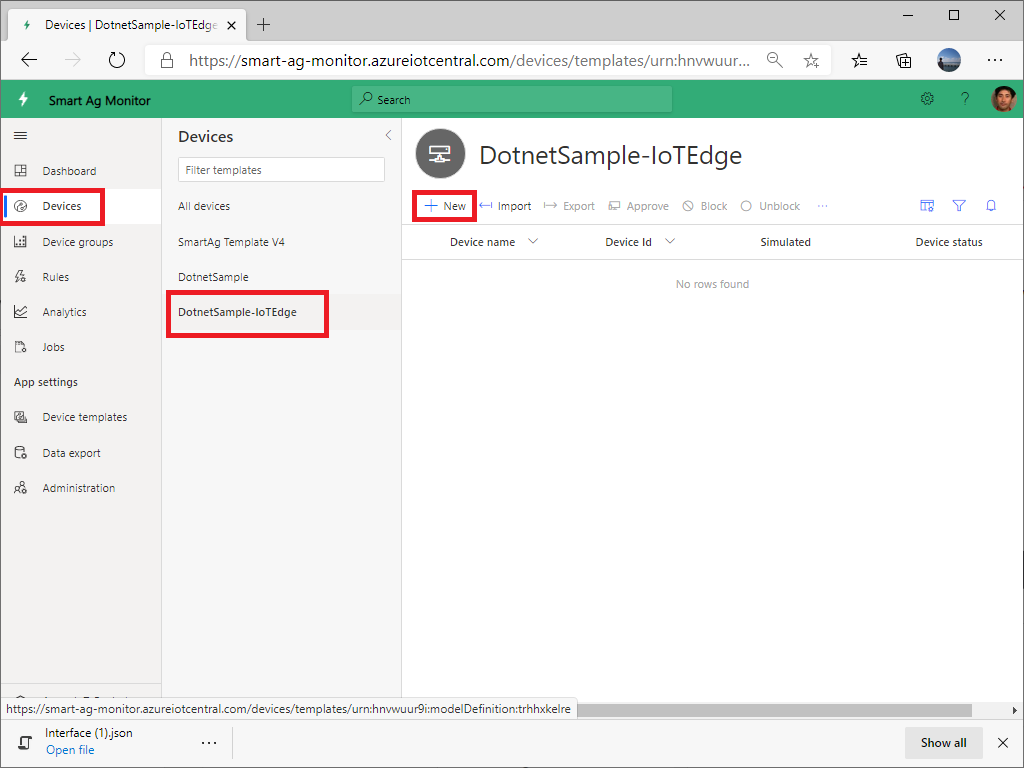 Devices | DotnetSample-IoTEdge
https://smart-ag-monitor.azureiotcentral.com/devices/templates/urn:hnvwuur...
Smart Ag Monitor
Search
?
Dashboard
Devices
Device groups
Rules
Analytics
Jobs
App settings
Device templates
Data export
Administration
Devices
Filter templates
All devices
SmartAg Template V4
DotnetSample
DotnetSample-IoTEdge
DotnetSample-IoTEdge
New Import Export Approve Block Unblock ...
Device name Device Id Simulated Device status
No rows found
https://smart-ag-monitor.azureiotcentral.com/devices/templates/urn:hnvwuur9i:modelDefinition:trhhxkelre
Interface (1).json
Open file
...
Show all